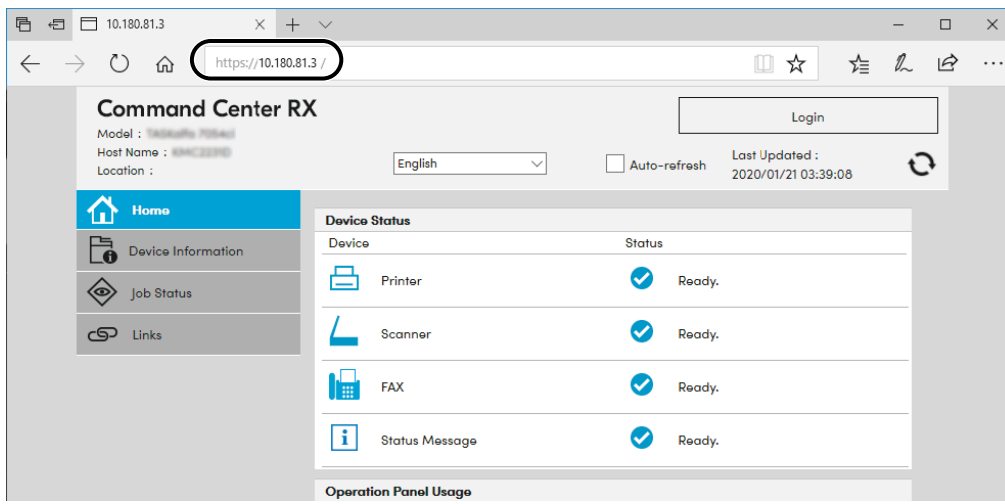 10.180.81.3
https://10.180.81.3 /
Command Center RX
Login
Model :
Host Name :
Location :
English
Auto-refresh
Last Updated :
2020/01/21 03:39:08
Home
Device Information
Job Status
Links
Device Status
Device Status
Printer Ready.
Scanner Ready.
FAX Ready.
Status Message Ready.
Operation Panel Usage